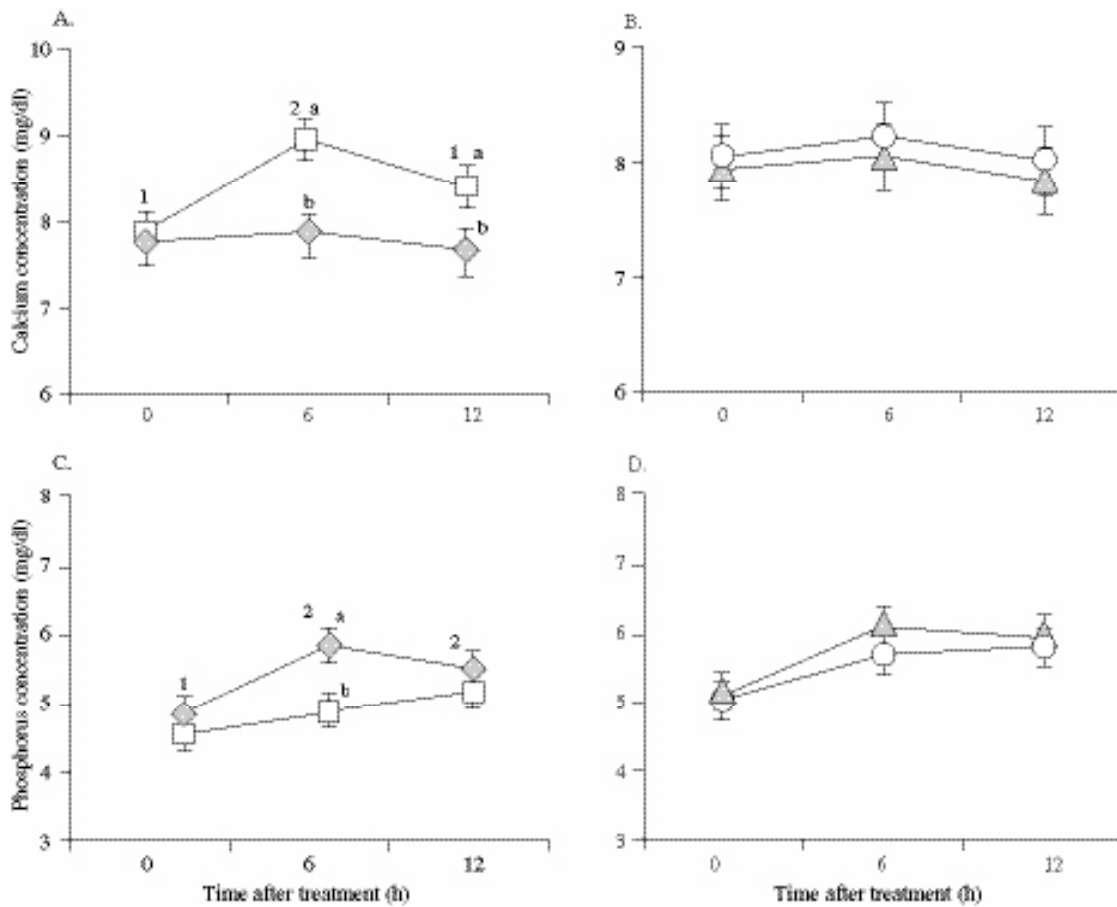 A.
Calcium concentration (mg/dl)
10
9
8
7
6
1
2 a
1 a
b
b
0 6 12
B.
9
8
7
6
0 6 12
C.
Phosphorus concentration (mg/dl)
8
7
6
5
4
3
1
2 a
2
b
0 6 12
Time after treatment (h)
D.
8
7
6
5
4
3
0 6 12
Time after treatment (h)